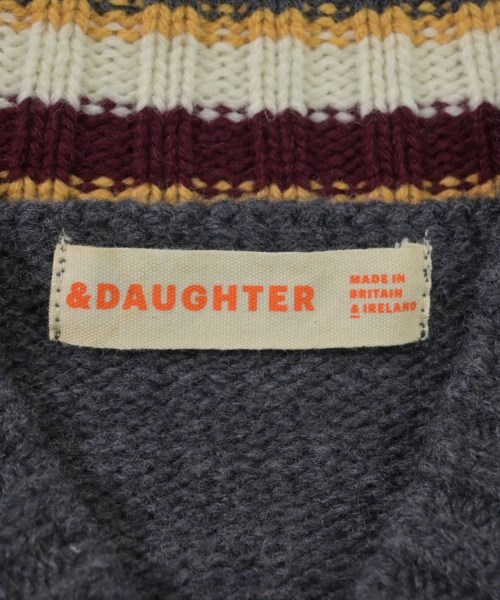 &DAUGHTER
MADE IN
BRITAIN
& IRELAND